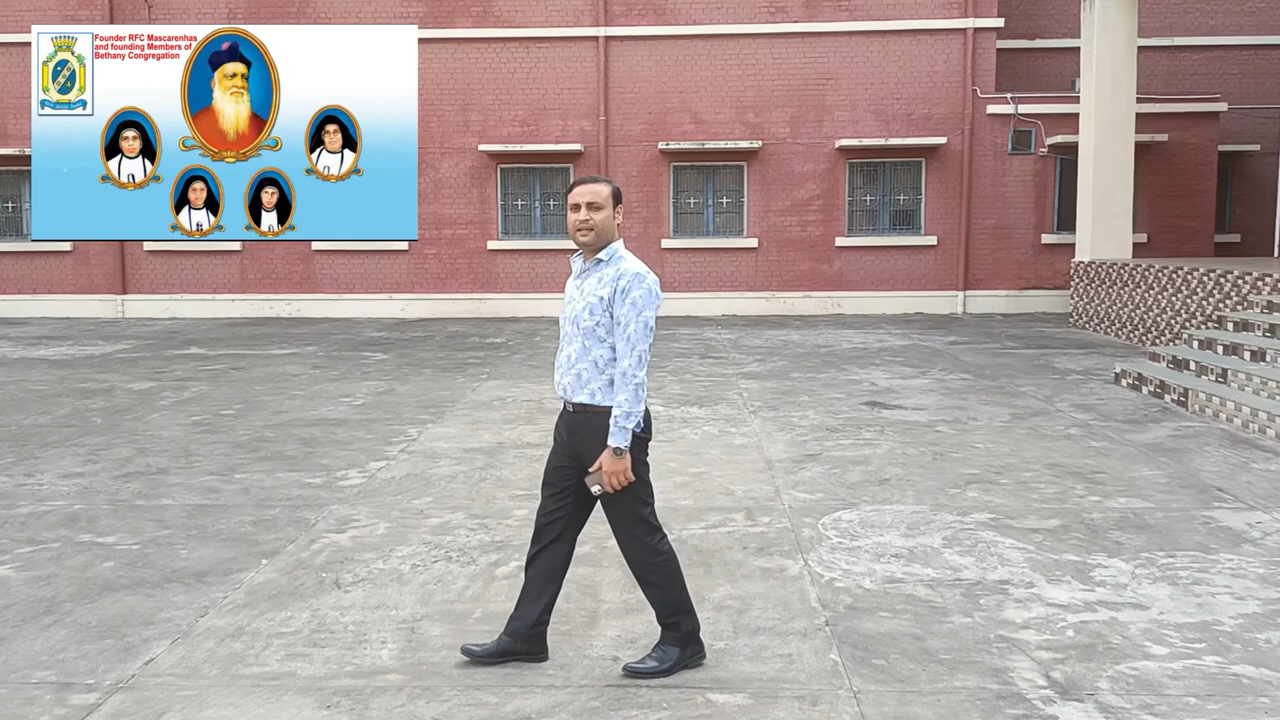 Founder RFC Mascarenhas
and founding Members of
Bethany Congregation